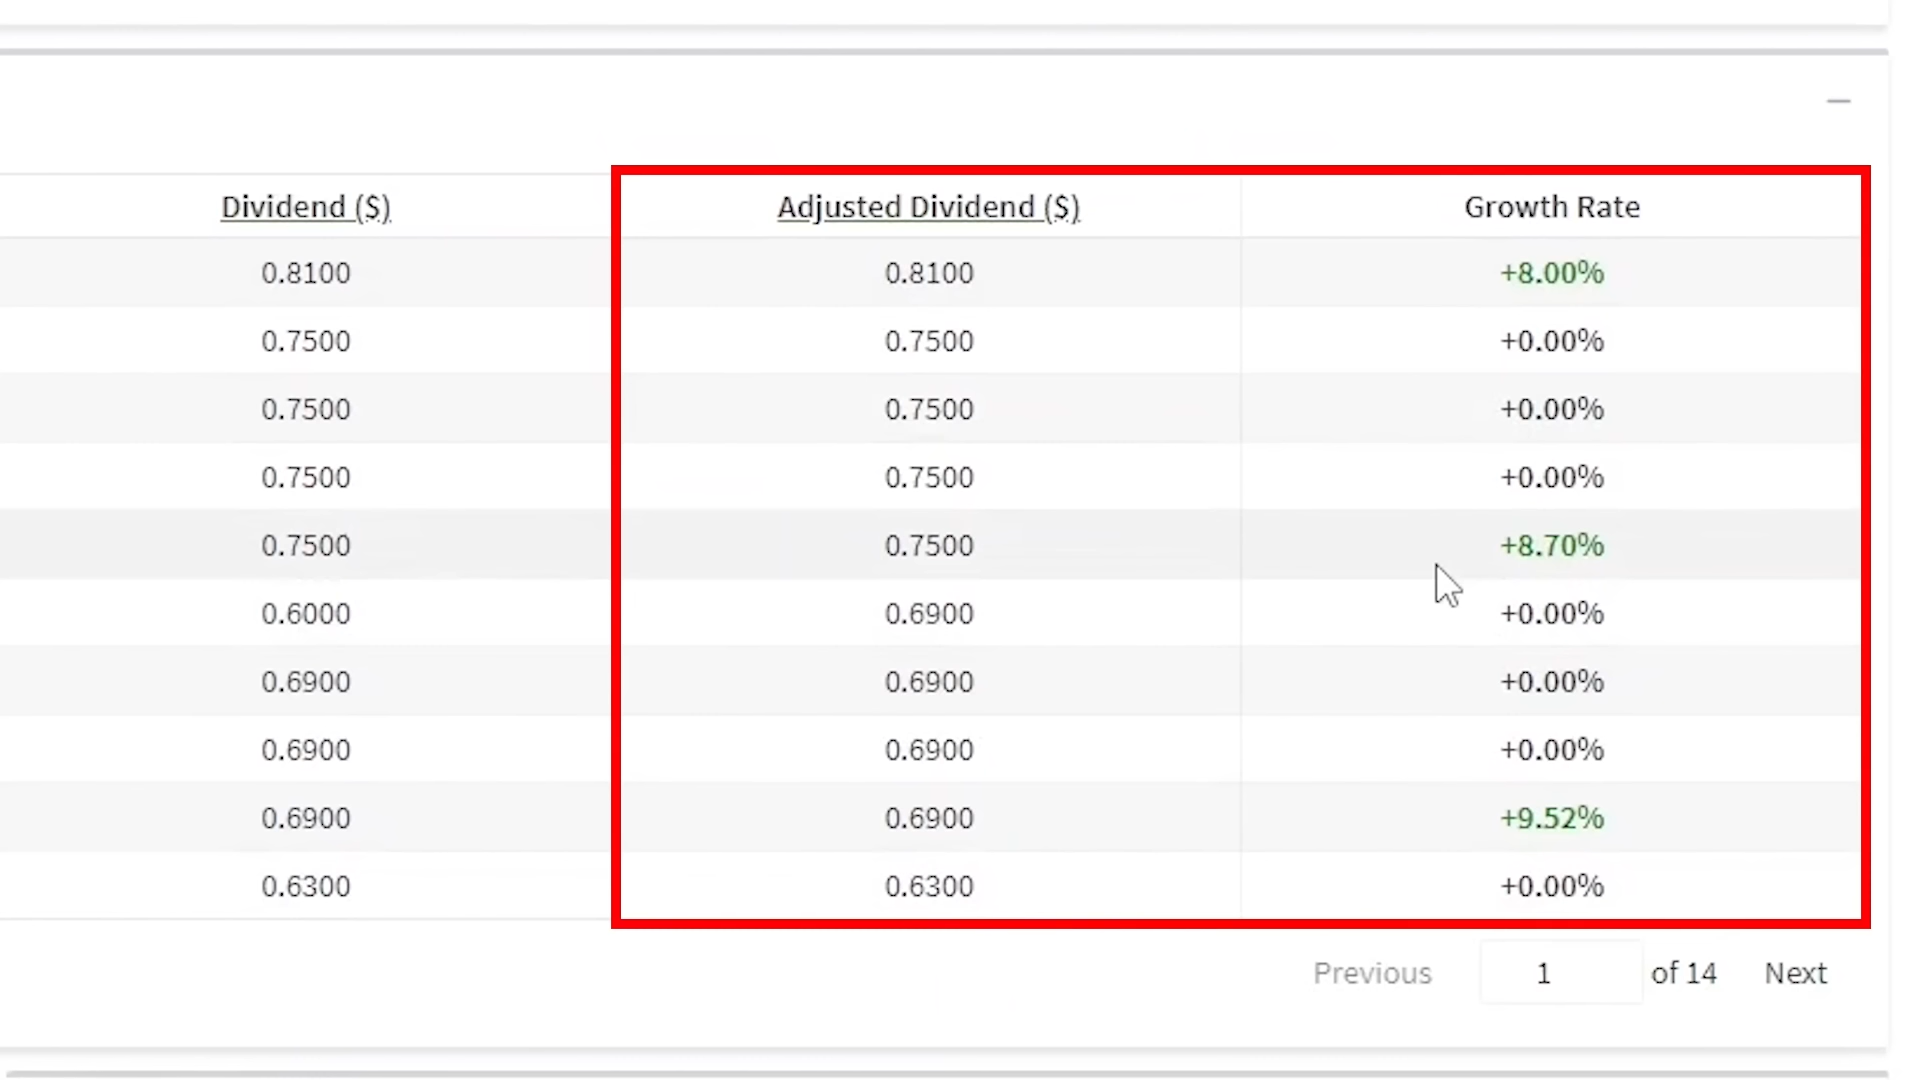 Dividend ($) Adjusted Dividend ($) Growth Rate
0.8100 0.8100 +8.00%
0.7500 0.7500 +0.00%
0.7500 0.7500 +0.00%
0.7500 0.7500 +0.00%
0.7500 0.7500 +8.70%
0.6000 0.6900 +0.00%
0.6900 0.6900 +0.00%
0.6900 0.6900 +0.00%
0.6900 0.6900 +9.52%
0.6300 0.6300 +0.00%
Previous 1 of 14 Next